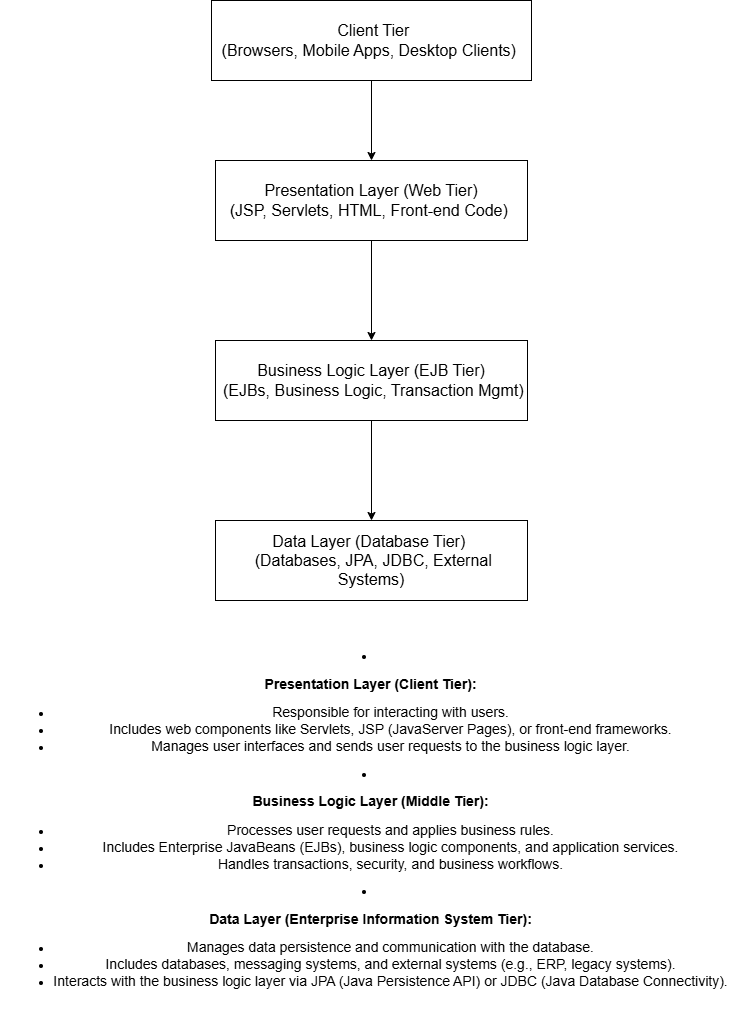 Client Tier
(Browsers, Mobile Apps, Desktop Clients)
Presentation Layer (Web Tier)
(JSP, Servlets, HTML, Front-end Code)
Business Logic Layer (EJB Tier)
(EJBs, Business Logic, Transaction Mgmt)
Data Layer (Database Tier)
(Databases, JPA, JDBC, External
Systems)
•
Presentation Layer (Client Tier):
• Responsible for interacting with users.
• Includes web components like Servlets, JSP (JavaServer Pages), or front-end frameworks.
• Manages user interfaces and sends user requests to the business logic layer.
•
Business Logic Layer (Middle Tier):
• Processes user requests and applies business rules.
• Includes Enterprise JavaBeans (EJBs), business logic components, and application services.
• Handles transactions, security, and business workflows.
•
Data Layer (Enterprise Information System Tier):
• Manages data persistence and communication with the database.
• Includes databases, messaging systems, and external systems (e.g., ERP, legacy systems).
• Interacts with the business logic layer via JPA (Java Persistence API) or JDBC (Java Database Connectivity).